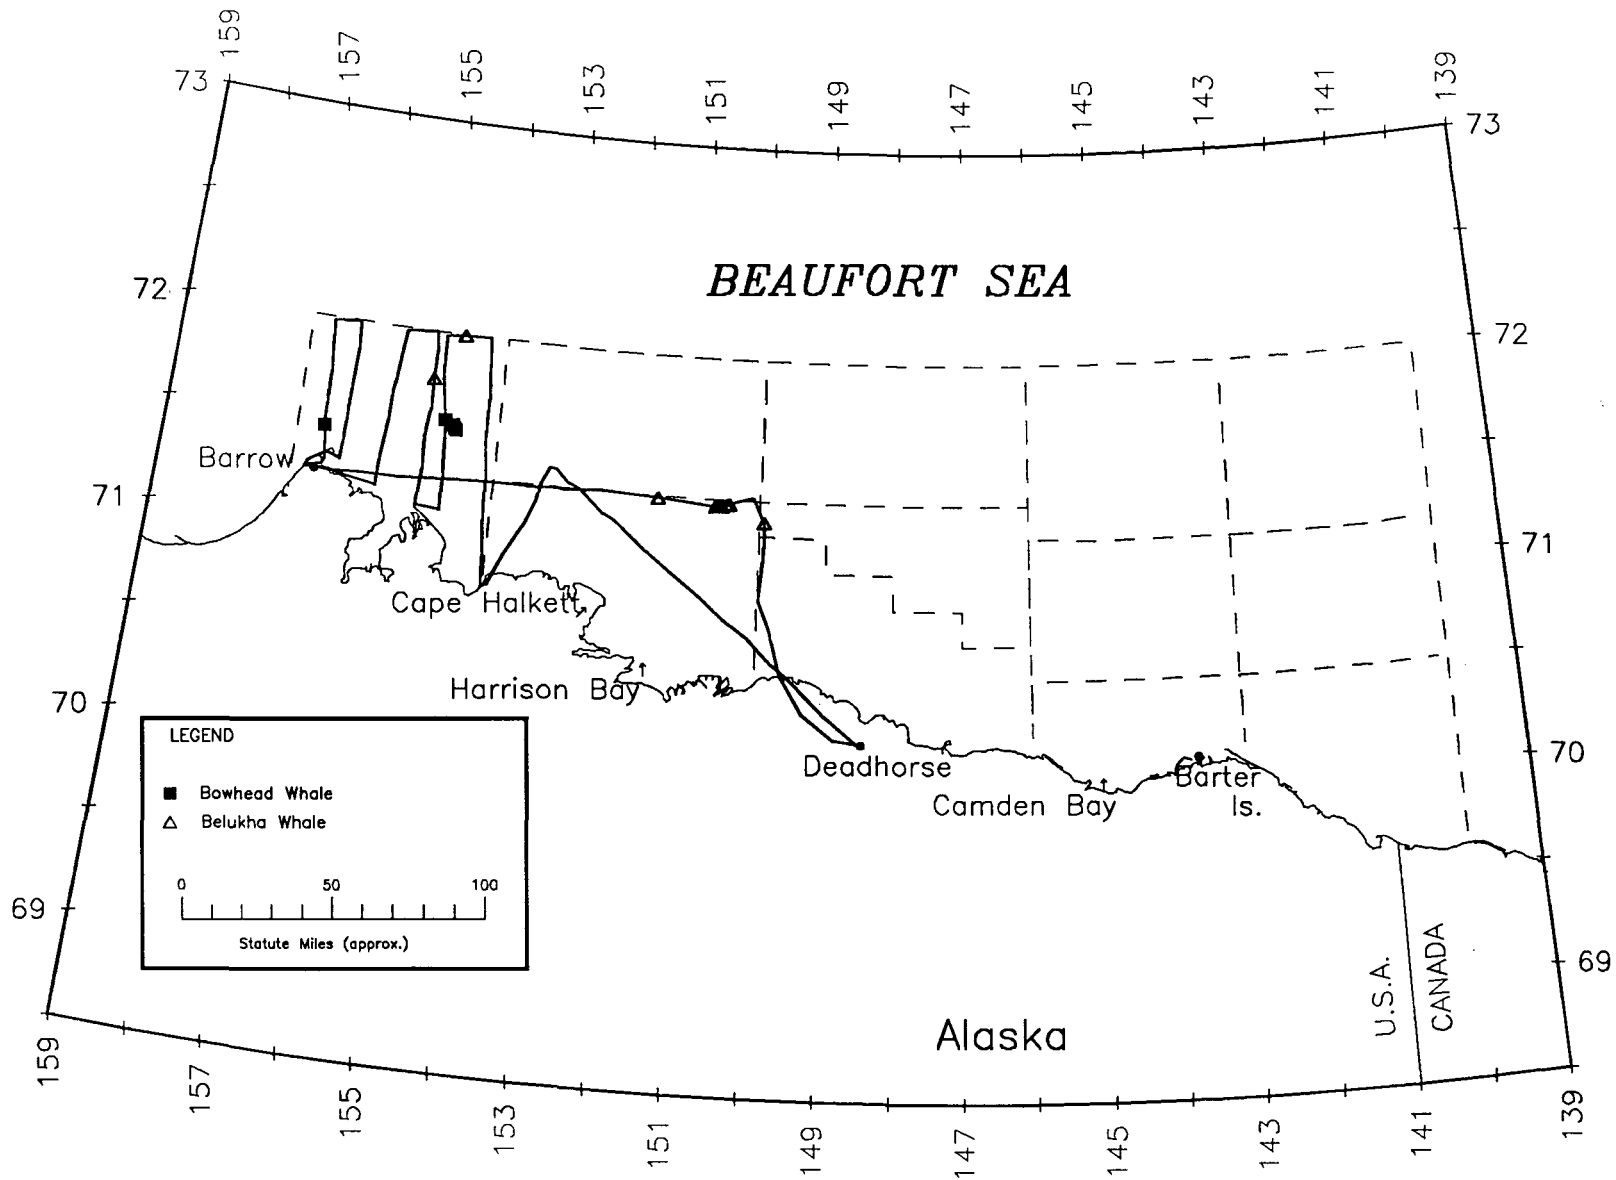 159
157
155
153
151
149
147
145
143
141
139
73
73
BEAUFORT SEA
72
72
Barrow
71
71
Cape Halkett
Harrison Bay
70
70
LEGEND
Deadhorse
Barter
Is.
Camden Bay
Bowhead Whale
Belukha Whale
0 50 100
Statute Miles (approx.)
69
69
U.S.A.
CANADA
Alaska
159
157
155
153
151
149
147
145
143
141
139